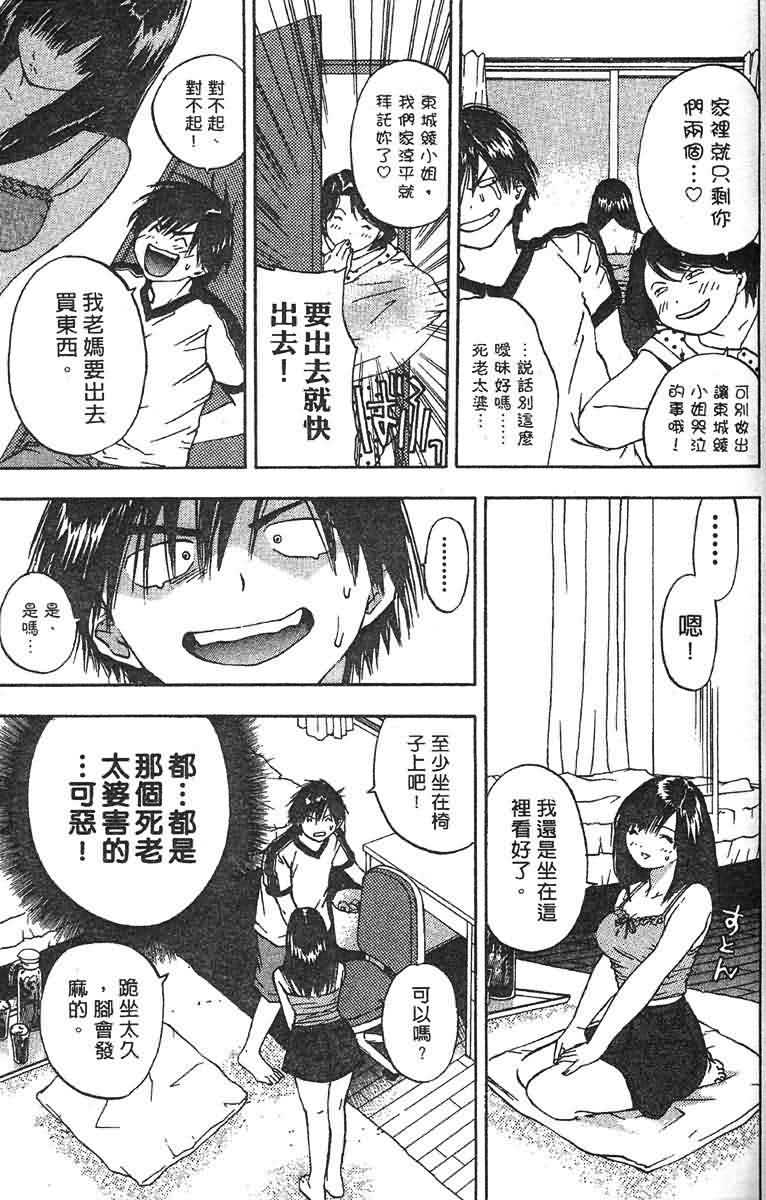 家裡就只剩你
們兩個…♡
可別做出
讓東城綾
小姐哭泣
的事哦！
…說話別這麼
曖昧好嗎……
死老太婆…
東城綾小姐，
我們家淳平就
拜託妳了♡
要出去就快
出去！
對不起、
對不起！
我老媽要出去
買東西。
……
嗯！
我還是坐在這
裡看好了。
すとん
………
是、
是嗎…
至少坐在椅
子上吧！
可以嗎？
都…都是
那個死老
太婆害的
…可惡！
跪坐太久
，腳會發
麻的。